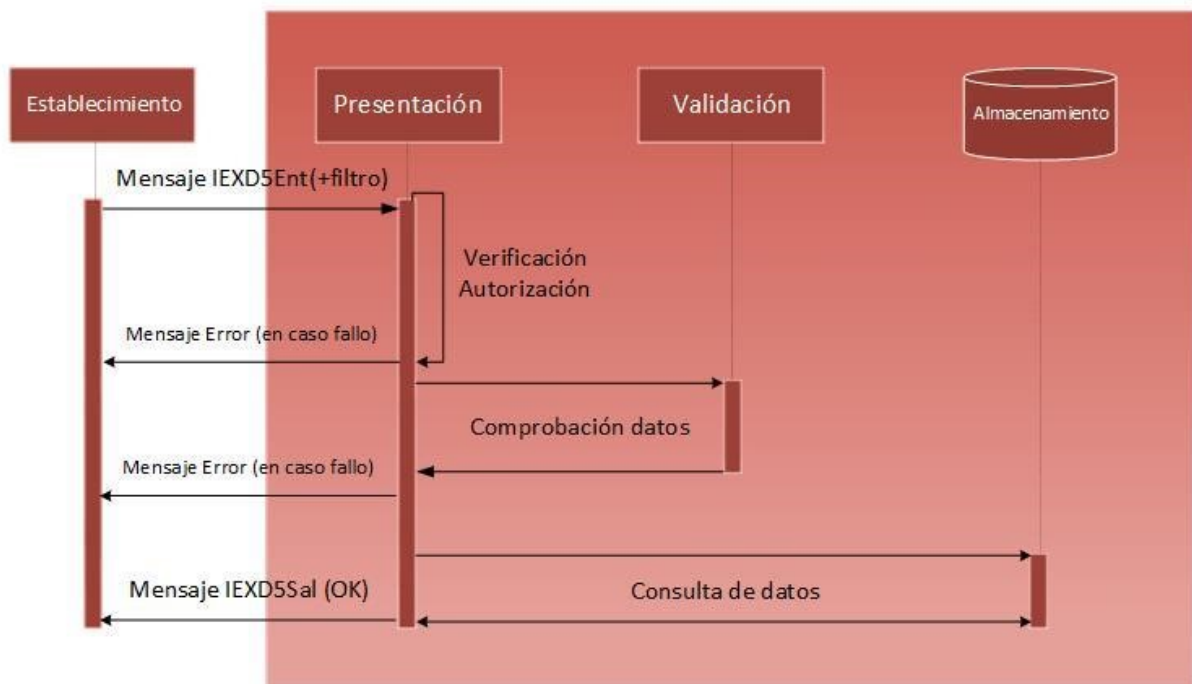 Establecimiento
Presentación
Validación
Almacenamiento
Mensaje IEXD5Ent(+filtro)
Verificación
Autorización
Mensaje Error (en caso fallo)
Comprobación datos
Mensaje Error (en caso fallo)
Mensaje IEXD5Sal (OK)
Consulta de datos